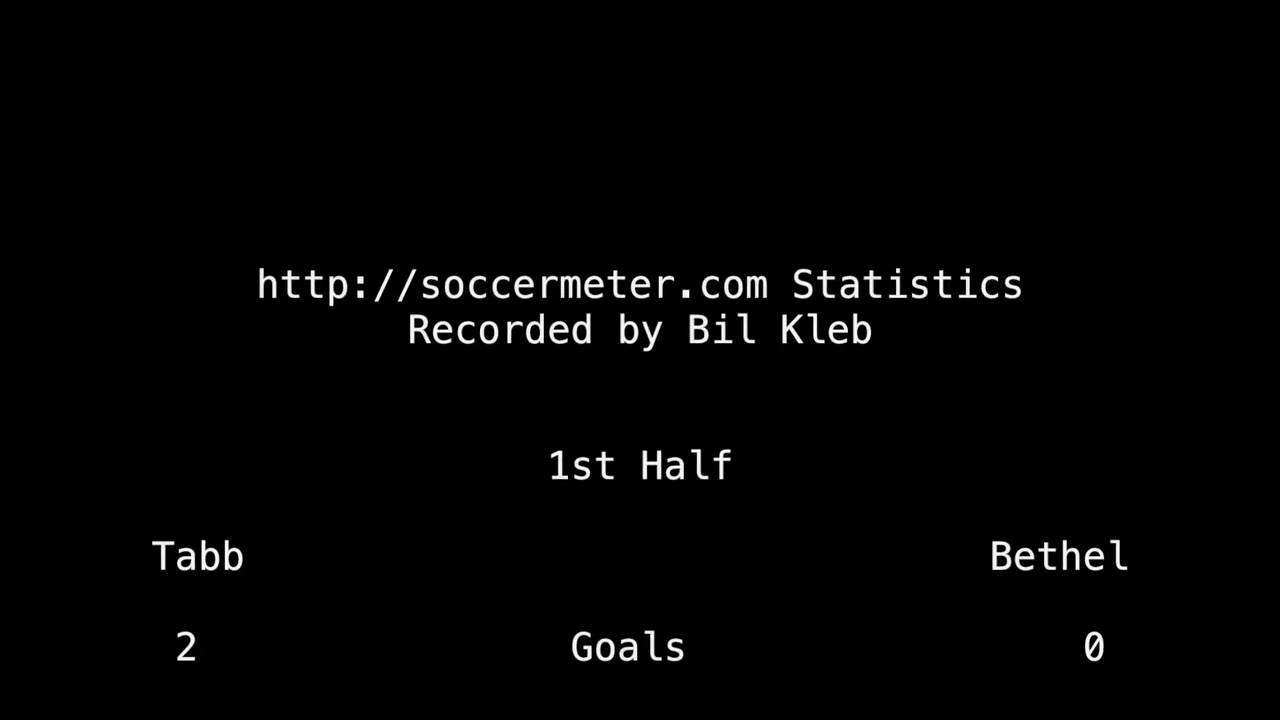 http://soccermeter.com Statistics
Recorded by Bil Kleb
1st Half
Tabb Bethel
2 Goals 0